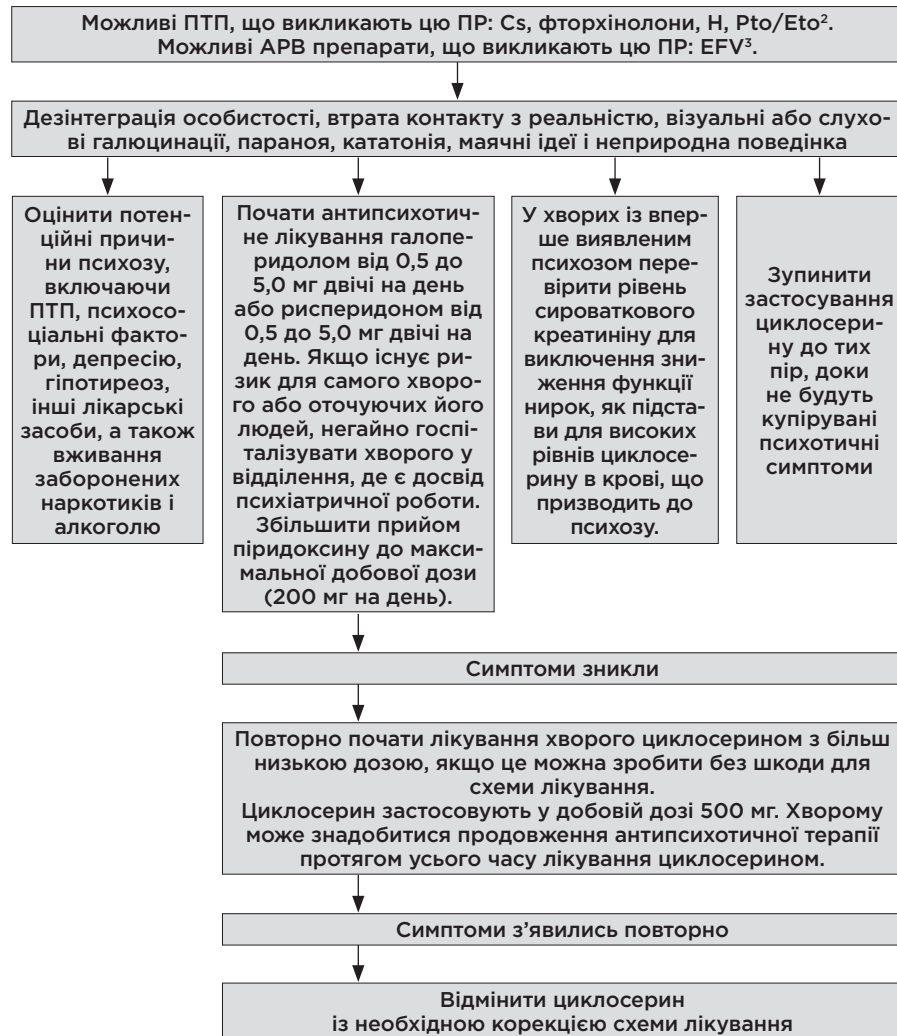 Можливі ПТП, що викликають цю ПР: Cs, фторхінолони, H, Pto/Eto².
Можливі АРВ препарати, що викликають цю ПР: EFV³.
Дезінтеграція особистості, втрата контакту з реальністю, візуальні або слухо-
ві галюцинації, параноя, кататонія, маячні ідеї і неприродна поведінка
Оцінити потен-
ційні причи-
ни психозу,
включаючи
ПТП, психосо-
ціальні факто-
ри, депресію,
гіпотиреоз,
інші лікарські
засоби, а також
вживання
заборонених
наркотиків і
алкоголю
Почати антипсихотич-
не лікування галопе-
ридолом від 0,5 до
5,0 мг двічі на день
або рисперидоном від
0,5 до 5,0 мг двічі на
день. Якщо існує ри-
зик для самого хворо-
го або оточуючих його
людей, негайно госпі-
талізувати хворого у
відділення, де є досвід
психіатричної роботи.
Збільшити прийом
піридоксину до макси-
мальної добової дози
(200 мг на день).
У хворих із впер-
ше виявленим
психозом пере-
вірити рівень
сироваткового
креатиніну для
виключення зни-
ження функції
нирок, як підста-
ви для високих
рівнів циклосе-
рину в крові, що
призводить до
психозу.
Зупинити
застосування
циклосери-
ну до тих
пір, доки
не будуть
купірувані
психотичні
симптоми
Симптоми зникли
Повторно почати лікування хворого циклосерином з більш
низькою дозою, якщо це можна зробити без шкоди для
схеми лікування.
Циклосерин застосовують у добовій дозі 500 мг. Хворому
може знадобитися продовження антипсихотичної терапії
протягом усього часу лікування циклосерином.
Симптоми з'явились повторно
Відмінити циклосерин
із необхідною корекцією схеми лікування